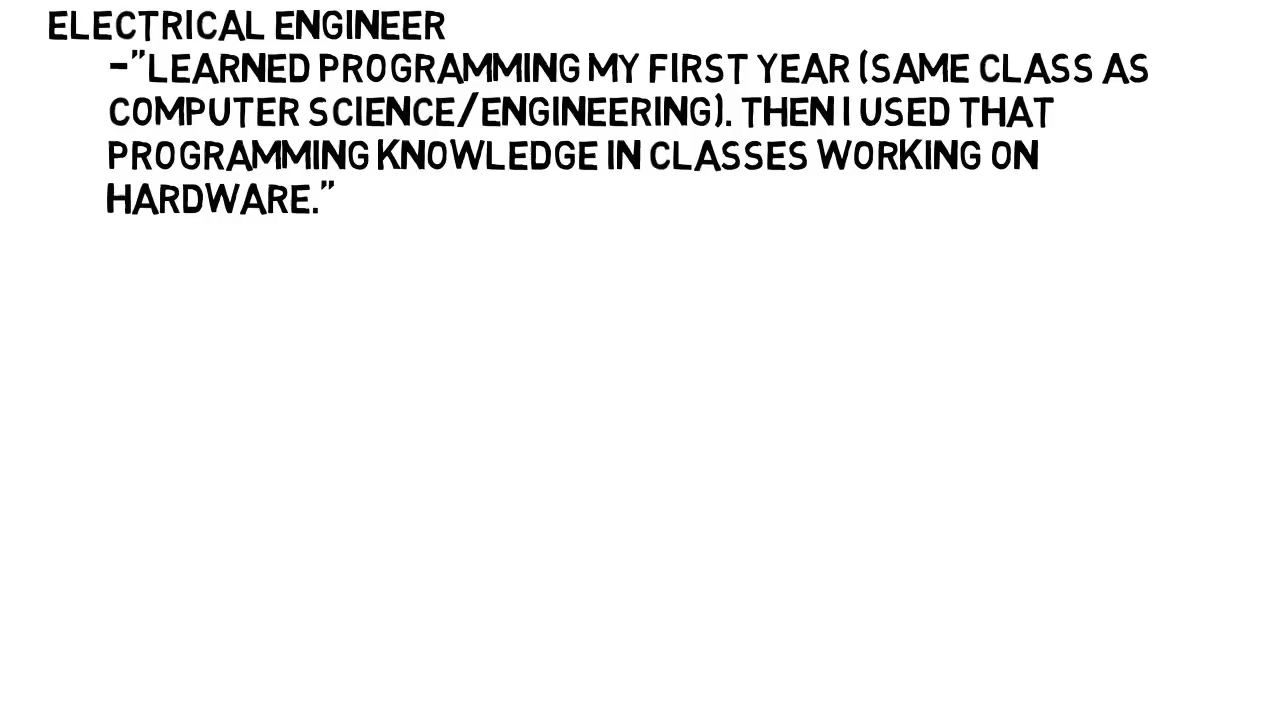 ELECTRICAL ENGINEER
-"LEARNED PROGRAMMING MY FIRST YEAR (SAME CLASS AS
COMPUTER SCIENCE/ENGINEERING). THEN I USED THAT
PROGRAMMING KNOWLEDGE IN CLASSES WORKING ON
HARDWARE."